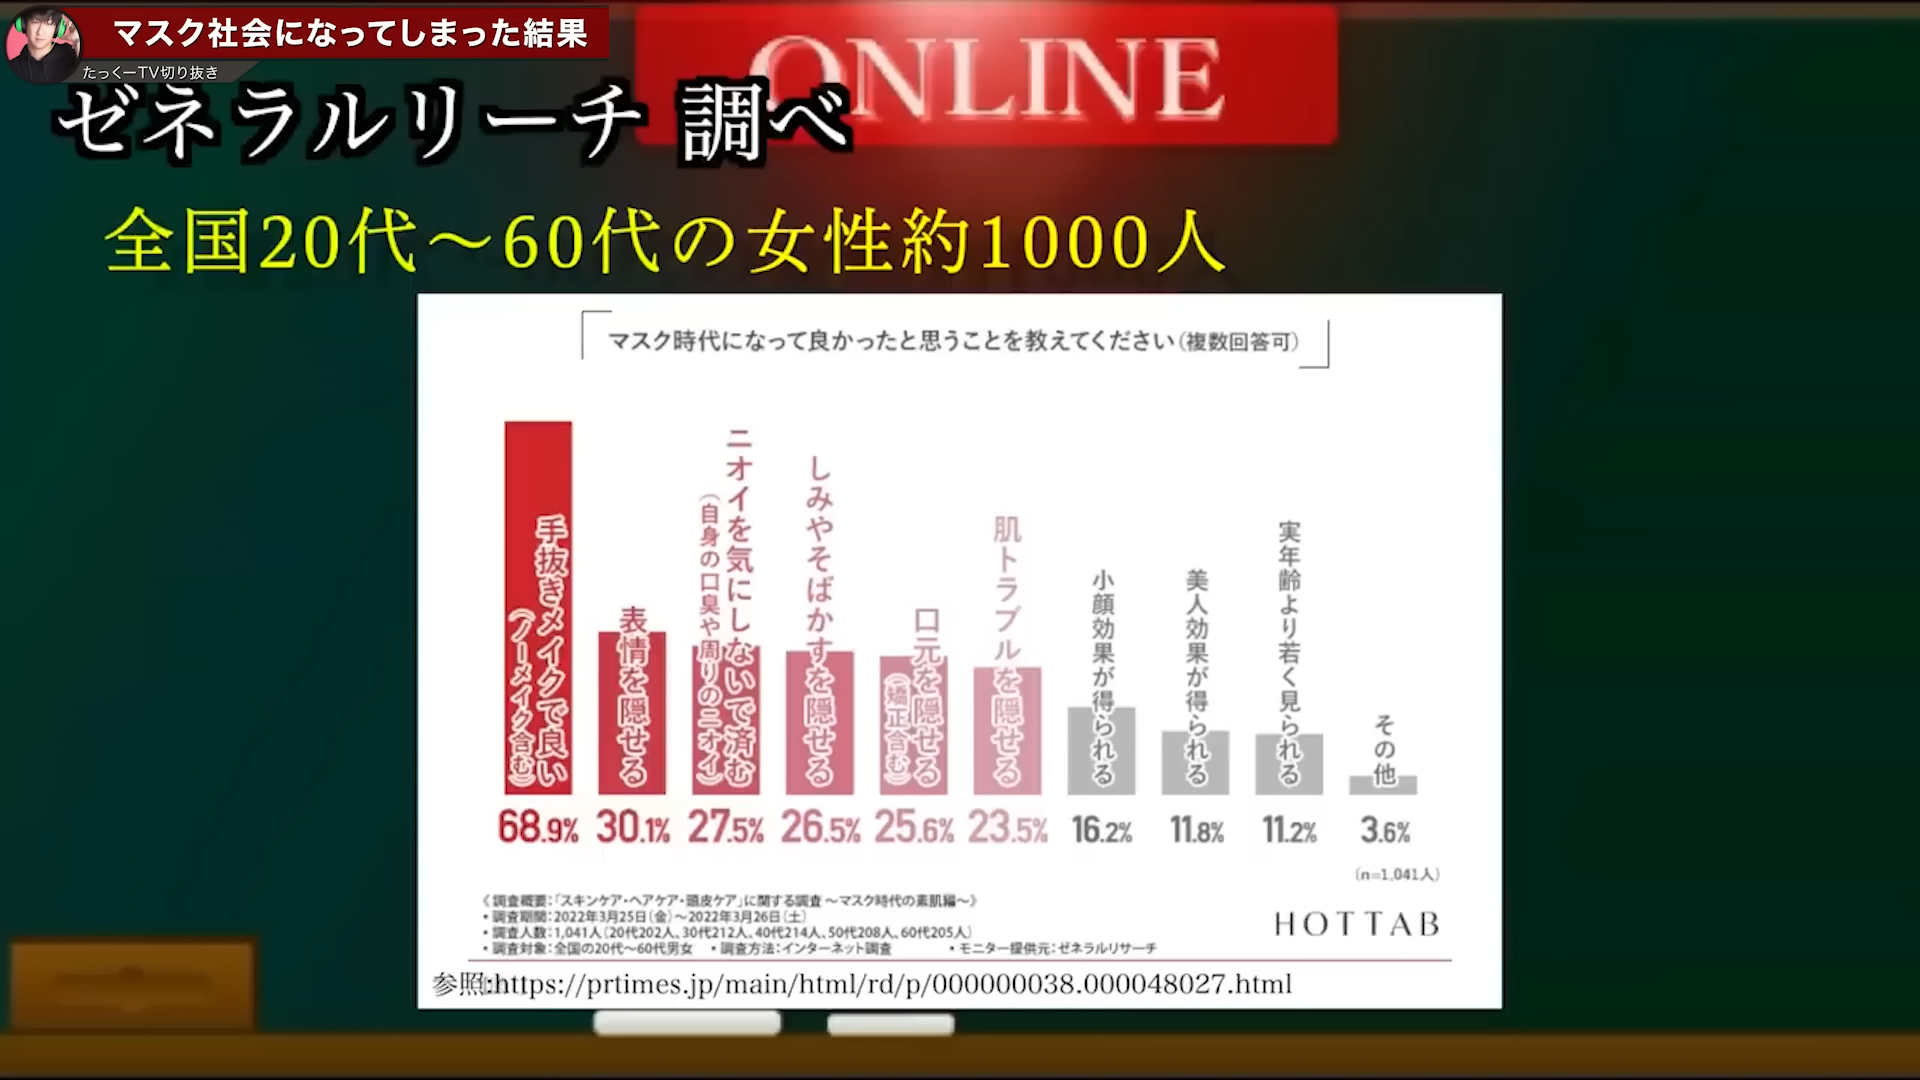 マスク社会になってしまった結果
たっくーTV切り抜き
ONLINE
ゼネラルリーチ 調べ
全国20代〜60代の女性約1000人
マスク時代になって良かったと思うことを教えてください(複数回答可)
手抜きメイクで良い
(ノーメイク含む)
68.9%
表情を隠せる
30.1%
ニオイを気にしないで済む
(自身の口臭や周りのニオイ)
27.5%
しみやそばかすを隠せる
26.5%
口元を隠せる
(矯正含む)
25.6%
肌トラブルを隠せる
23.5%
小顔効果が得られる
16.2%
美人効果が得られる
11.8%
実年齢より若く見られる
11.2%
その他
3.6%
(n=1,041人)
《調査概要:「スキンケア・ヘアケア・頭皮ケア」に関する調査 〜マスク時代の素肌編〜》
・調査期間:2022年3月25日(金)〜2022年3月26日(土)
・調査人数:1,041人(20代202人、30代212人、40代214人、50代208人、60代205人)
・調査対象:全国の20代〜60代男女 ・調査方法:インターネット調査 ・モニター提供元:ゼネラルリサーチ
HOTTAB
参照:https://prtimes.jp/main/html/rd/p/000000038.000048027.html